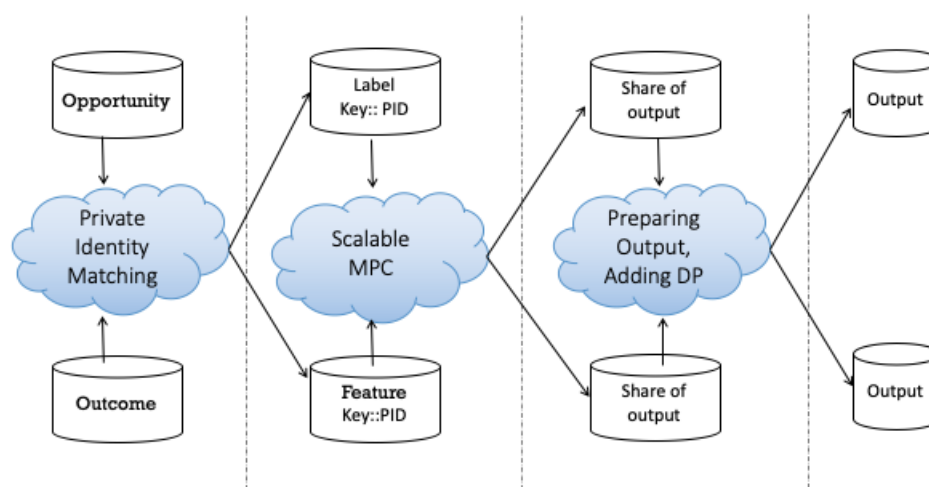 Opportunity
Private
Identity
Matching
Outcome
Label
Key:: PID
Scalable
MPC
Feature
Key::PID
Share of
output
Preparing
Output,
Adding DP
Share of
output
Output
Output